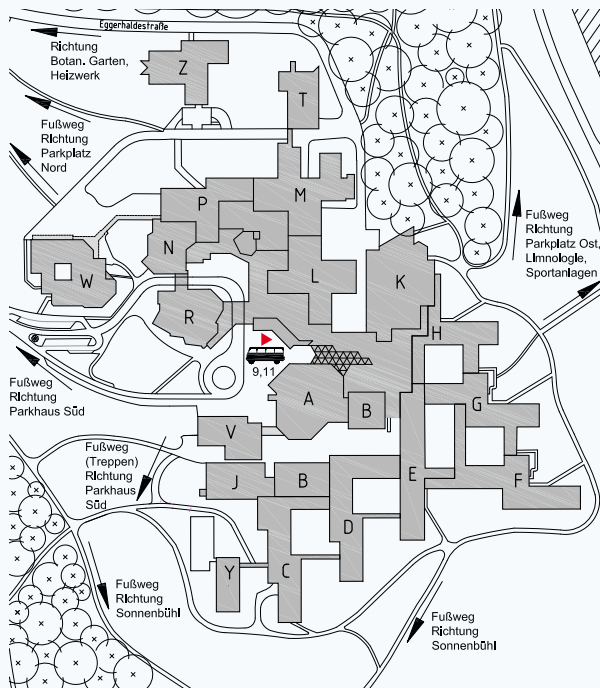 Eggerhaldestraße
Richtung
Botan. Garten,
Heizwerk
Z
T
Fußweg
Richtung
Parkplatz
Nord
M
P
N
W
L
K
Fußweg
Richtung
Parkplatz Ost,
Limnologie,
Sportanlagen
R
H
9,11
Fußweg
Richtung
Parkhaus Süd
A
B
G
V
Fußweg
(Treppen)
Richtung
Parkhaus
Süd
J
B
E
F
D
Y
C
Fußweg
Richtung
Sonnenbühl
Fußweg
Richtung
Sonnenbühl